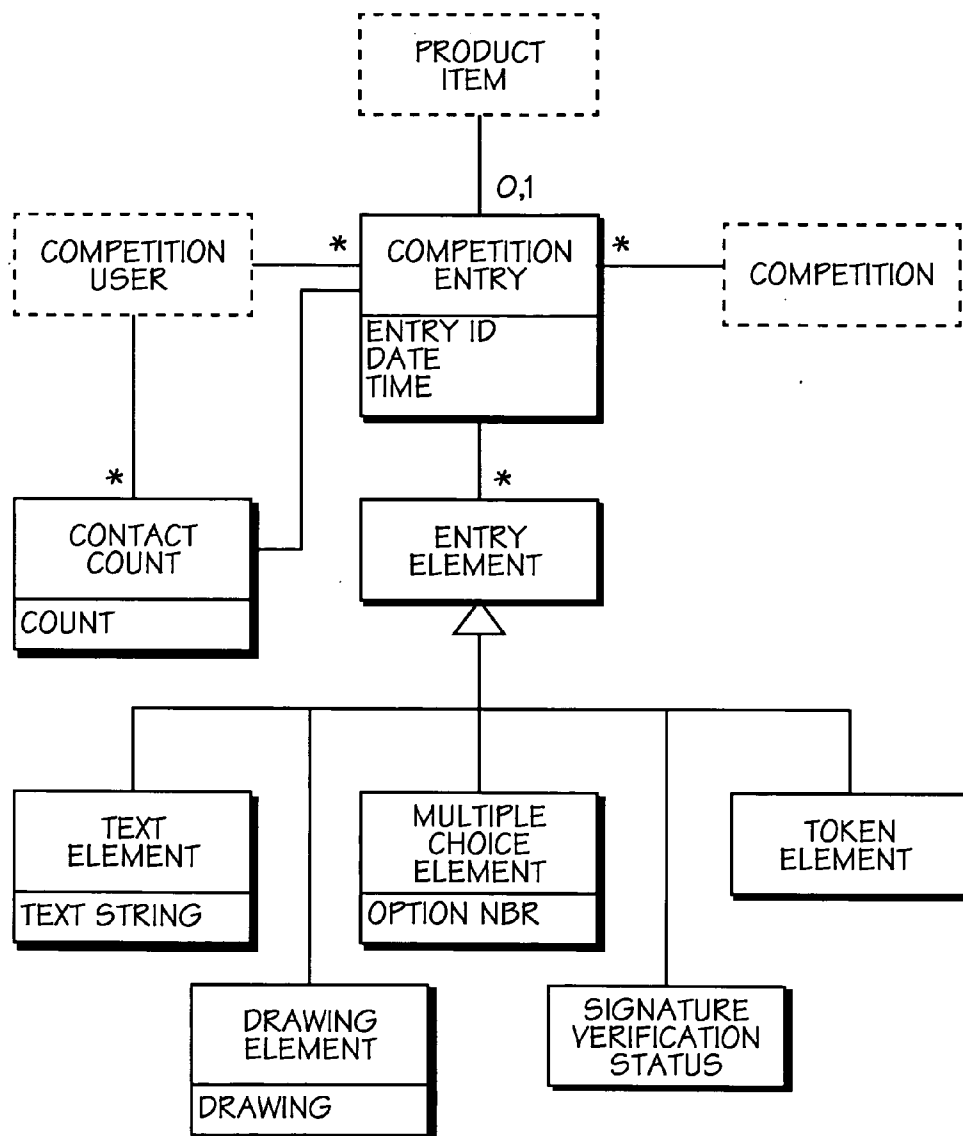 PRODUCT
ITEM
0,1
COMPETITION
USER
*
COMPETITION
ENTRY
*
COMPETITION
ENTRY ID
DATE
TIME
*
CONTACT
COUNT
COUNT
*
ENTRY
ELEMENT
TEXT
ELEMENT
TEXT STRING
MULTIPLE
CHOICE
ELEMENT
OPTION NBR
TOKEN
ELEMENT
DRAWING
ELEMENT
DRAWING
SIGNATURE
VERIFICATION
STATUS